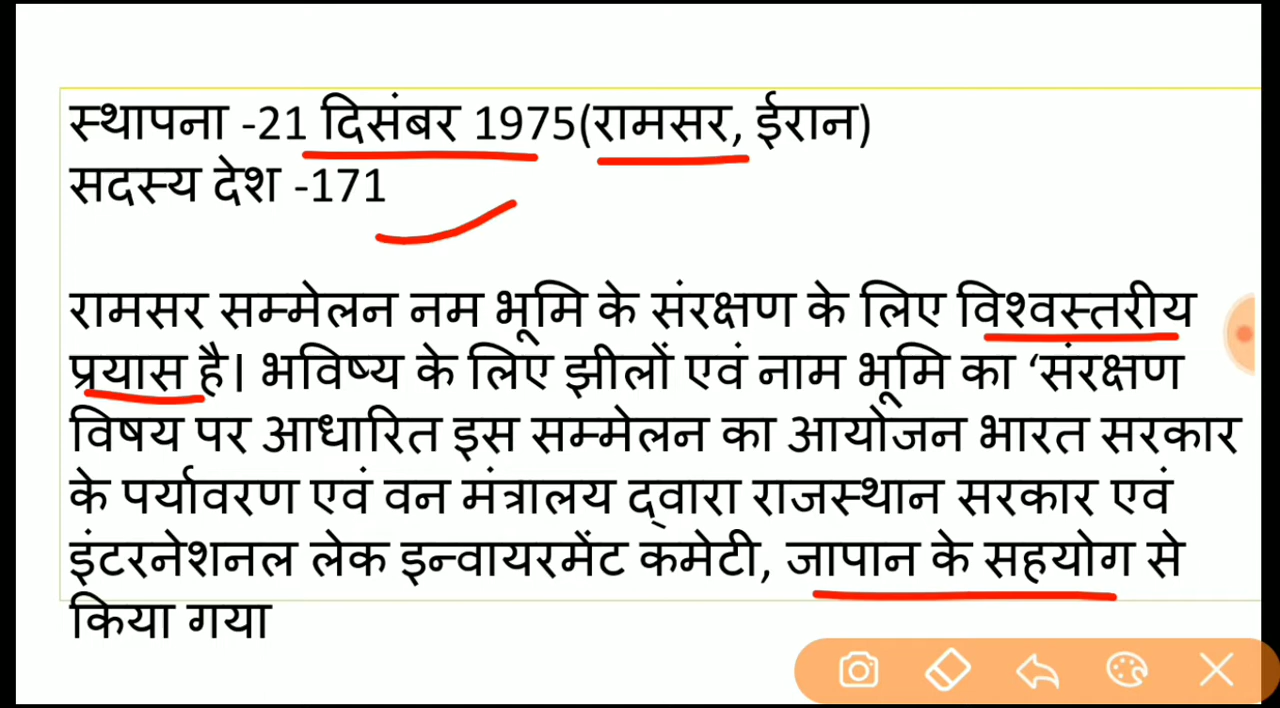 स्थापना -21 दिसंबर 1975(रामसर, ईरान)
सदस्य देश -171
रामसर सम्मेलन नम भूमि के संरक्षण के लिए विश्वस्तरीय
प्रयास है। भविष्य के लिए झीलों एवं नाम भूमि का ‘संरक्षण
विषय पर आधारित इस सम्मेलन का आयोजन भारत सरकार
के पर्यावरण एवं वन मंत्रालय द्वारा राजस्थान सरकार एवं
इंटरनेशनल लेक इन्वायरमेंट कमेटी, जापान के सहयोग से
किया गया